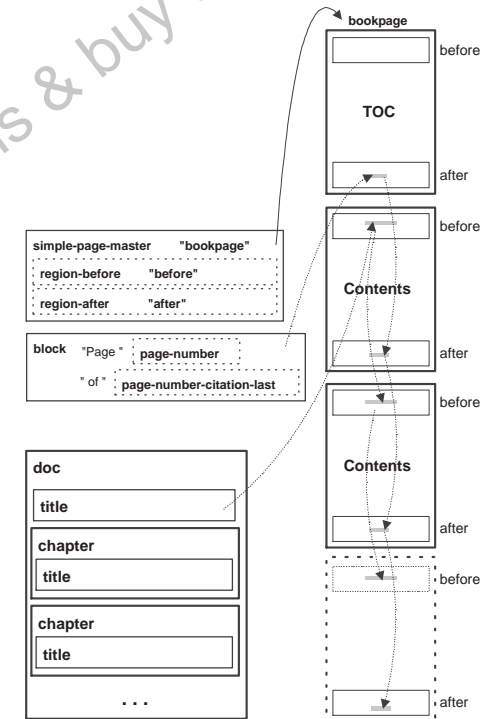 s & buy
bookpage
before
TOC
after
before
Contents
after
before
Contents
after
before
after
simple-page-master "bookpage"
region-before "before"
region-after "after"
block "Page " page-number
" of " page-number-citation-last
doc
title
chapter
title
chapter
title
. . .